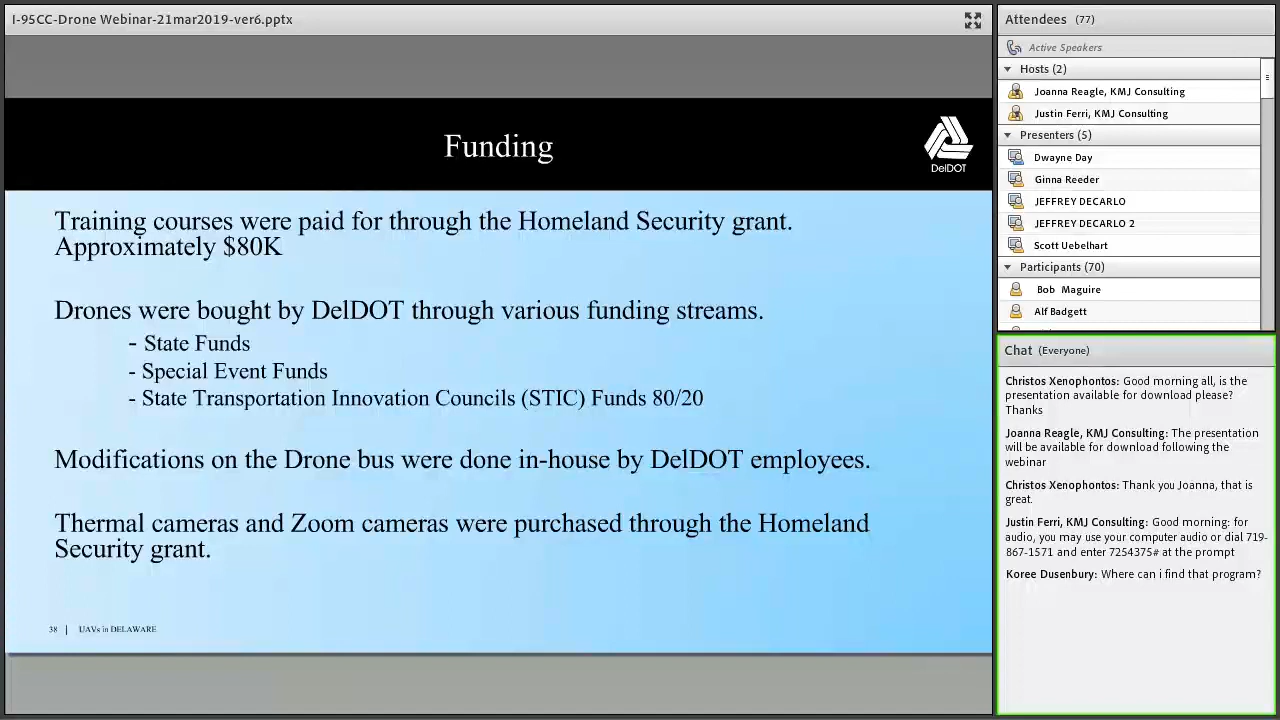 I-95CC-Drone Webinar-21mar2019-ver6.pptx
Funding
DelDOT
Training courses were paid for through the Homeland Security grant.
Approximately $80K
Drones were bought by DelDOT through various funding streams.
- State Funds
- Special Event Funds
- State Transportation Innovation Councils (STIC) Funds 80/20
Modifications on the Drone bus were done in-house by DelDOT employees.
Thermal cameras and Zoom cameras were purchased through the Homeland
Security grant.
38 | UAVs in DELAWARE
Attendees (77)
Active Speakers
Hosts (2)
Joanna Reagle, KMJ Consulting
Justin Ferri, KMJ Consulting
Presenters (5)
Dwayne Day
Ginna Reeder
JEFFREY DECARLO
JEFFREY DECARLO 2
Scott Uebelhart
Participants (70)
Bob Maguire
Alf Badgett
Chat (Everyone)
Christos Xenophontos: Good morning all, is the
presentation available for download please?
Thanks
Joanna Reagle, KMJ Consulting: The presentation
will be available for download following the
webinar
Christos Xenophontos: Thank you Joanna, that is
great.
Justin Ferri, KMJ Consulting: Good morning: for
audio, you may use your computer audio or dial 719-
867-1571 and enter 7254375# at the prompt
Koree Dusenbury: Where can i find that program?